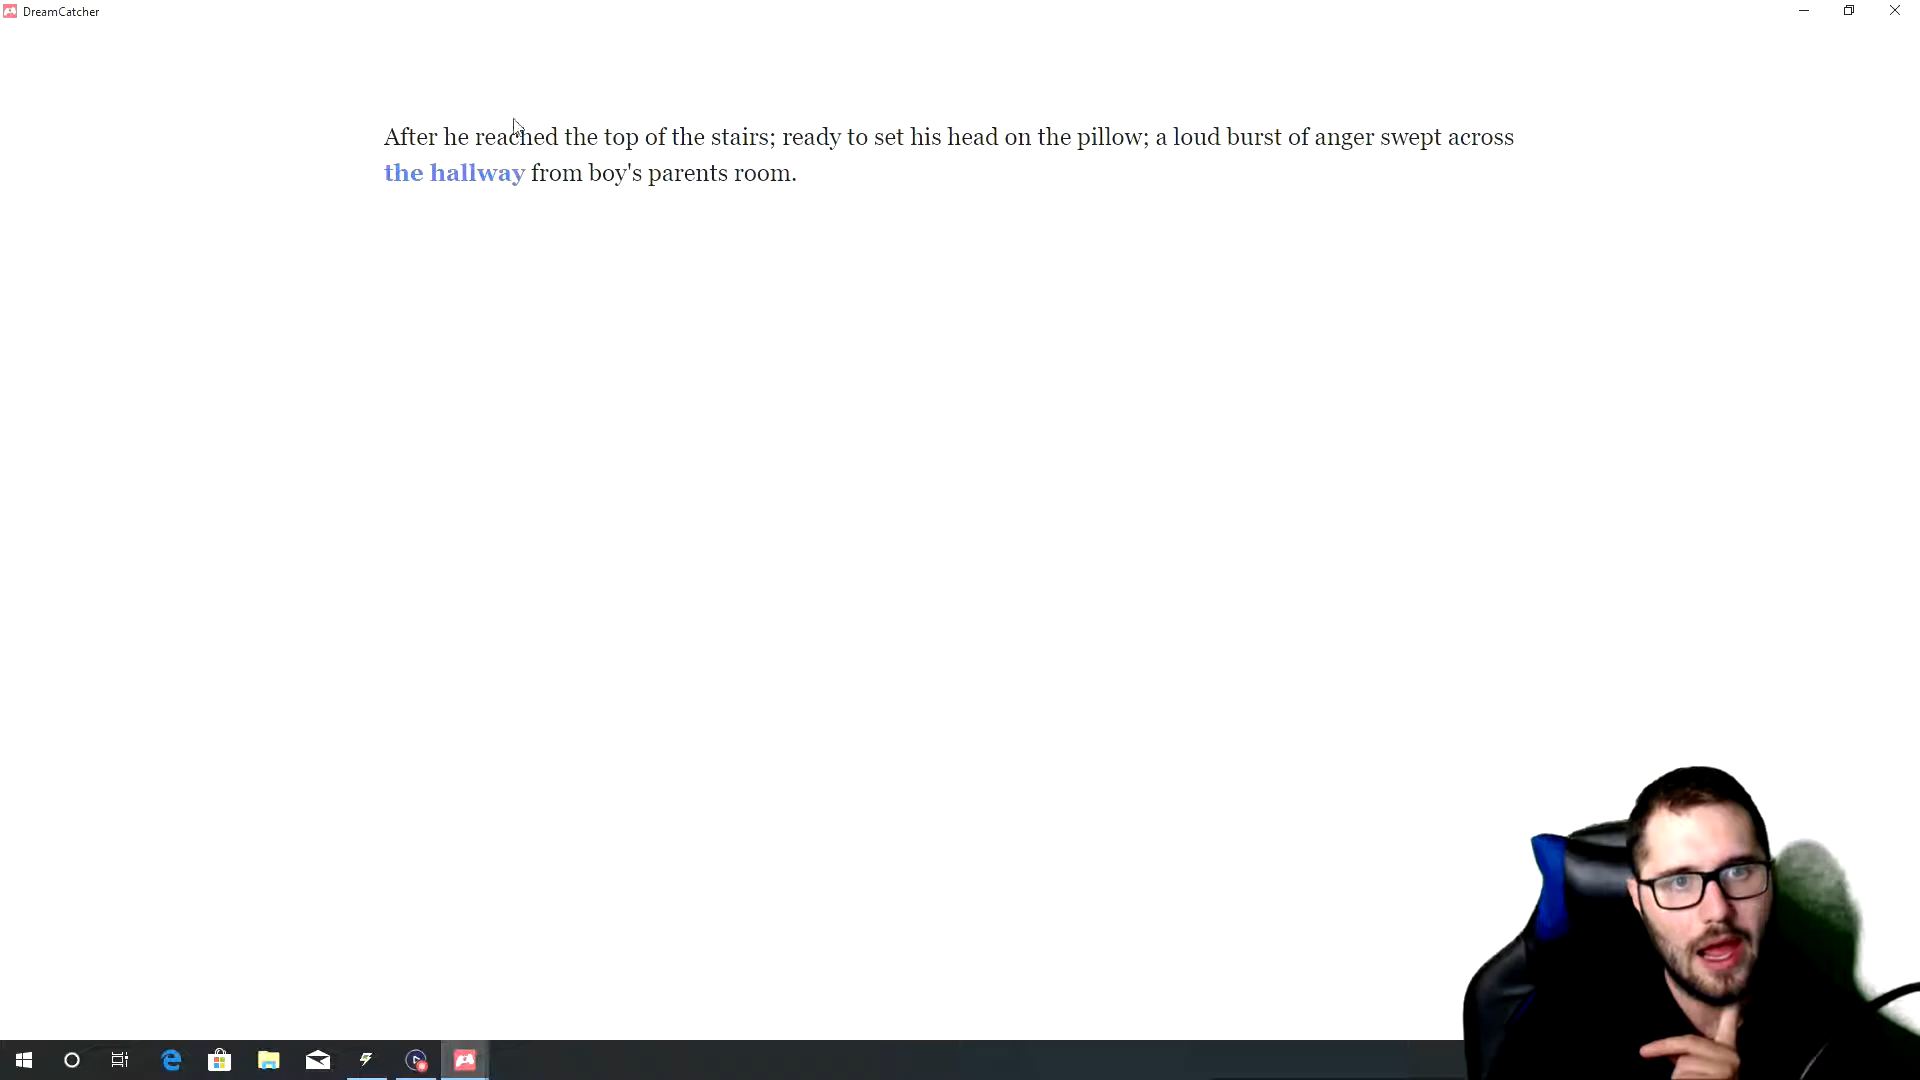 DreamCatcher
After he reached the top of the stairs; ready to set his head on the pillow; a loud burst of anger swept across
the hallway from boy's parents room.